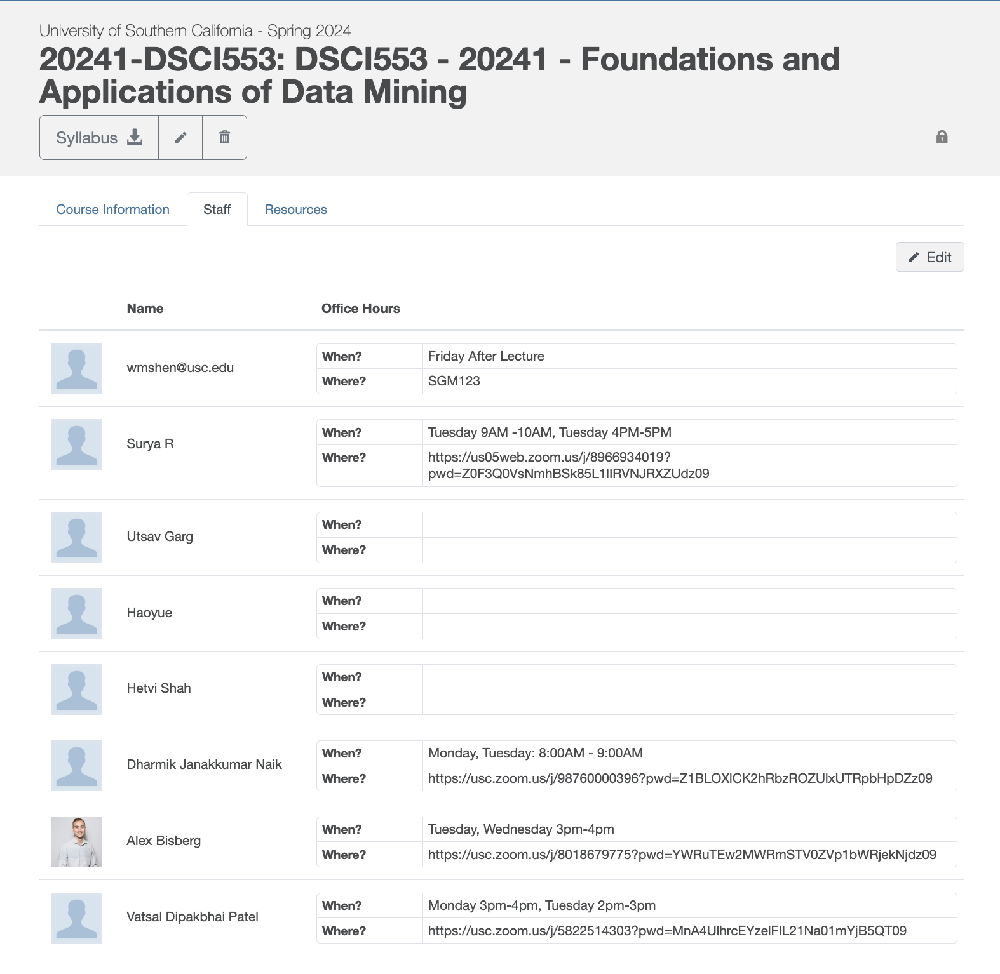 University of Southern California - Spring 2024
20241-DSCI553: DSCI553 - 20241 - Foundations and
Applications of Data Mining
Syllabus
Course Information
Staff
Resources
Edit
Name
Office Hours
wmshen@usc.edu
When?
Friday After Lecture
Where?
SGM123
Surya R
When?
Tuesday 9AM -10AM, Tuesday 4PM-5PM
Where?
https://us05web.zoom.us/j/8966934019?
pwd=Z0F3Q0VsNmhBSk85L1lIRVNJRXZUdz09
Utsav Garg
When?
Where?
Haoyue
When?
Where?
Hetvi Shah
When?
Where?
Dharmik Janakkumar Naik
When?
Monday, Tuesday: 8:00AM - 9:00AM
Where?
https://usc.zoom.us/j/98760000396?pwd=Z1BLOXlCK2hRbzROZUlxUTRpbHpDZz09
Alex Bisberg
When?
Tuesday, Wednesday 3pm-4pm
Where?
https://usc.zoom.us/j/8018679775?pwd=YWRuTEw2MWRmSTV0ZVp1bWRjekNjdz09
Vatsal Dipakbhai Patel
When?
Monday 3pm-4pm, Tuesday 2pm-3pm
Where?
https://usc.zoom.us/j/5822514303?pwd=MnA4UlhrcEYzelFIL21Na01mYjB5QT09